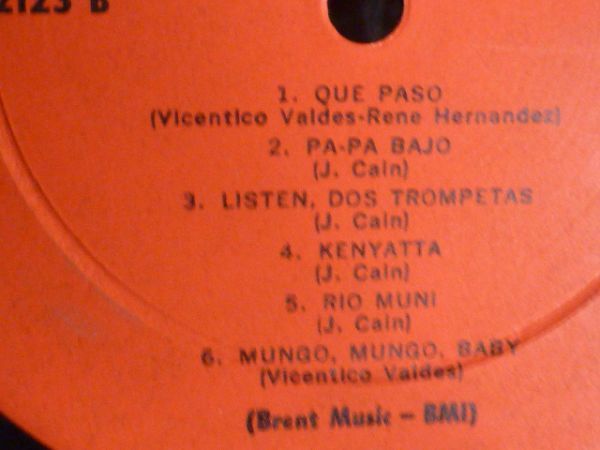 2123 B
1. QUE PASO
(Vicentico Valdes-Rene Hernandez)
2. PA-PA BAJO
(J. Cain)
3. LISTEN, DOS TROMPETAS
(J. Cain)
4. KENYATTA
(J. Cain)
5. RIO MUNI
(J. Cain)
6. MUNGO, MUNGO, BABY
(Vicentico Valdes)
(Brent Music - BMI)